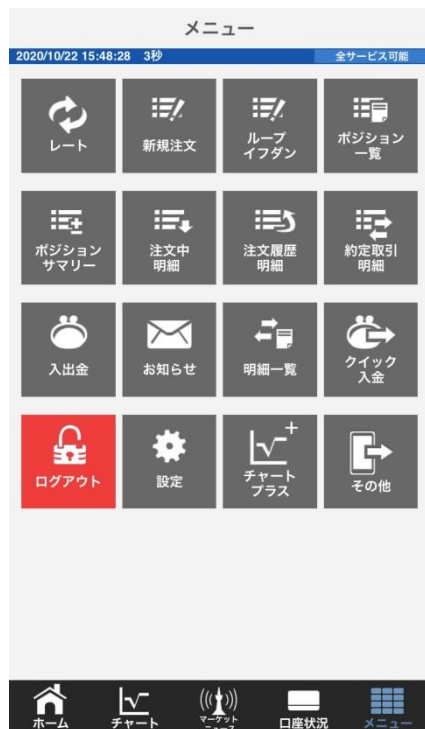 メニュー
2020/10/22 15:48:28 3秒 全サービス可能
レート
新規注文
ループ
イフダン
ポジション
一覧
ポジション
サマリー
注文中
明細
注文履歴
明細
約定取引
明細
入出金
お知らせ
明細一覧
クイック
入金
ログアウト
設定
チャート
プラス
その他
ホーム
チャート
マーケット
ニュース
口座状況
メニュー